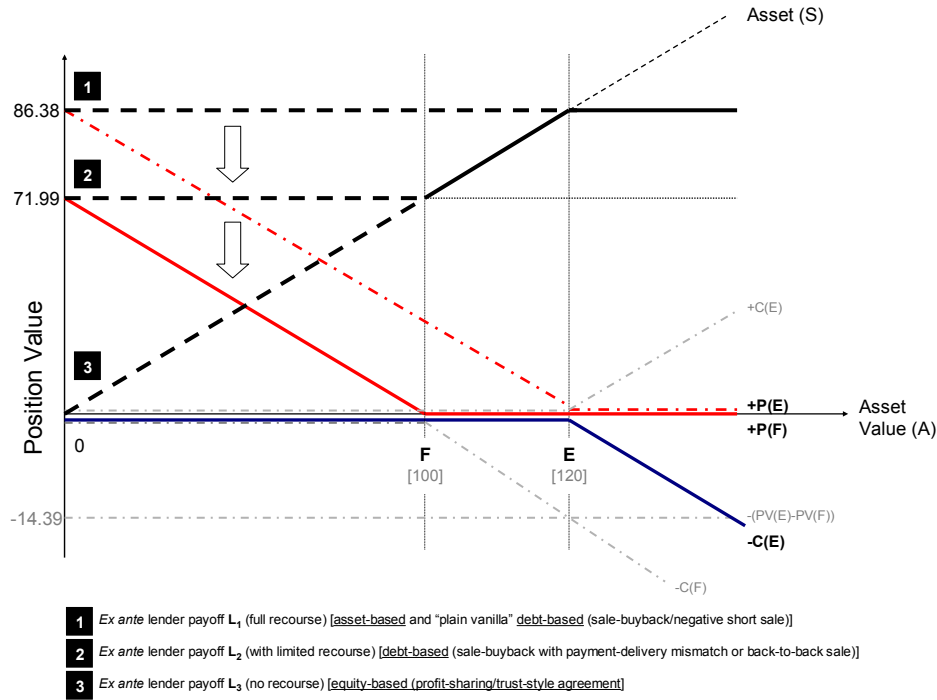 Asset (S)
1
86.38
2
71.99
+C(E)
3
Position Value
+P(E)
Asset
Value (A)
+P(F)
0
F
[100]
E
[120]
-14.39
-(PV(E)-PV(F))
-C(E)
-C(F)
1 Ex ante lender payoff L1 (full recourse) [asset-based and “plain vanilla” debt-based (sale-buyback/negative short sale)]
2 Ex ante lender payoff L2 (with limited recourse) [debt-based (sale-buyback with payment-delivery mismatch or back-to-back sale)]
3 Ex ante lender payoff L3 (no recourse) [equity-based (profit-sharing/trust-style agreement]